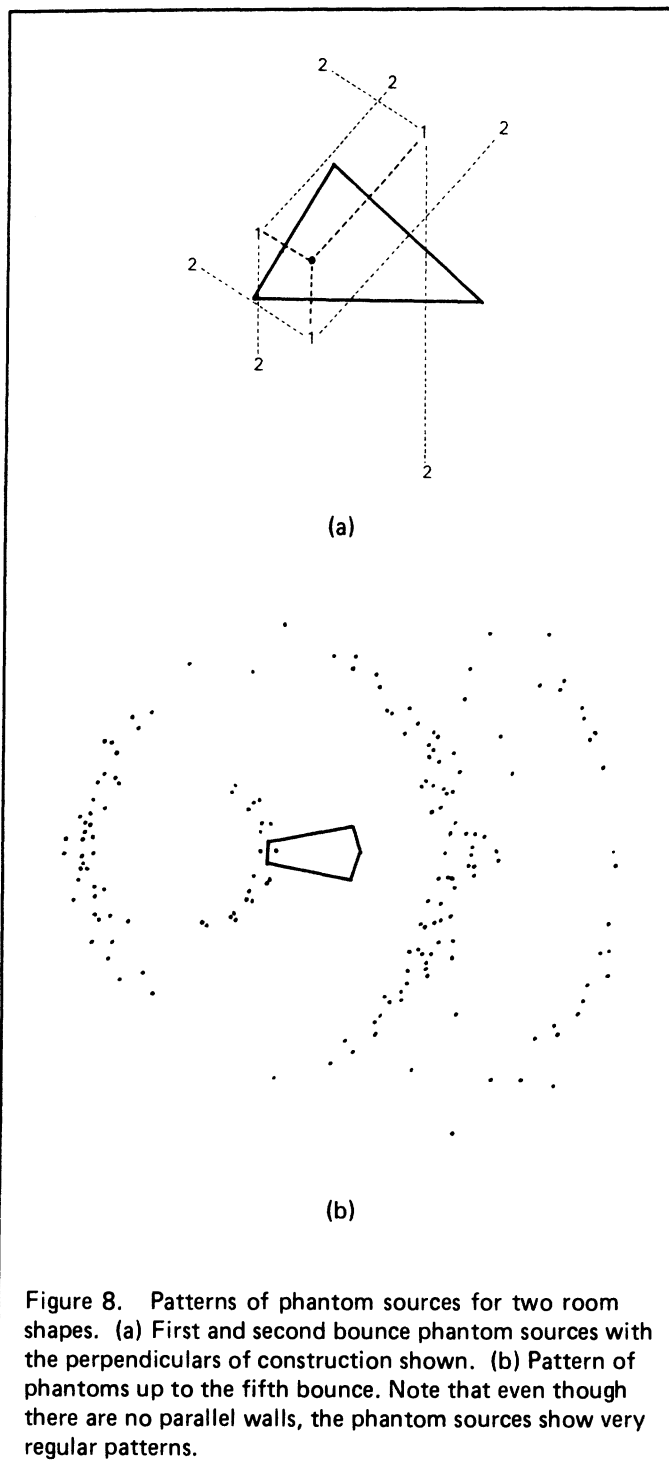 2
2
1
2
1
2
1
2
2
(a)
(b)
Figure 8. Patterns of phantom sources for two room
shapes. (a) First and second bounce phantom sources with
the perpendiculars of construction shown. (b) Pattern of
phantoms up to the fifth bounce. Note that even though
there are no parallel walls, the phantom sources show very
regular patterns.